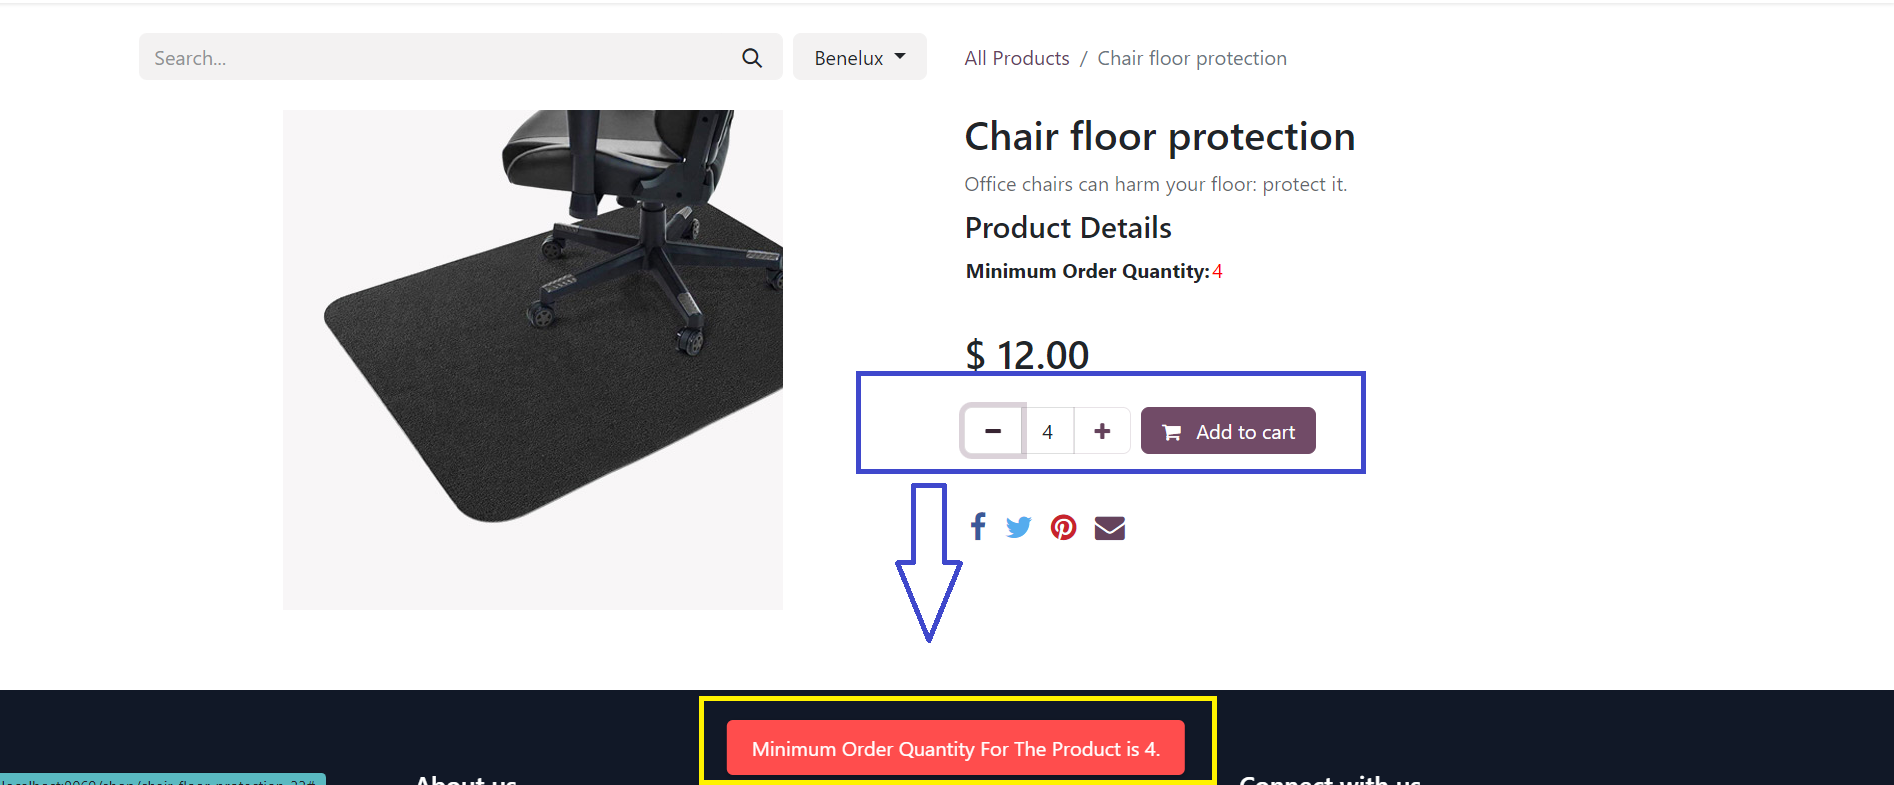 Search...
Benelux
All Products / Chair floor protection
Chair floor protection
Office chairs can harm your floor: protect it.
Product Details
Minimum Order Quantity: 4
$ 12.00
4
Add to cart
Minimum Order Quantity For The Product is 4.
About us
Connect with us